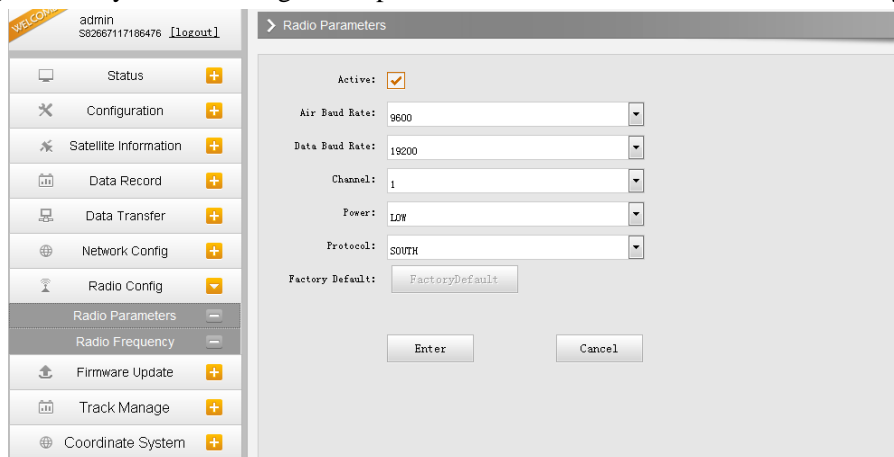 WELCOME
admin
S82667117186476 [logout]
Status
Configuration
Satellite Information
Data Record
Data Transfer
Network Config
Radio Config
Radio Parameters
Radio Frequency
Firmware Update
Track Manage
Coordinate System
Radio Parameters
Active:
Air Baud Rate: 9600
Data Baud Rate: 19200
Channel: 1
Power: LOW
Protocol: SOUTH
Factory Default: FactoryDefault
Enter Cancel